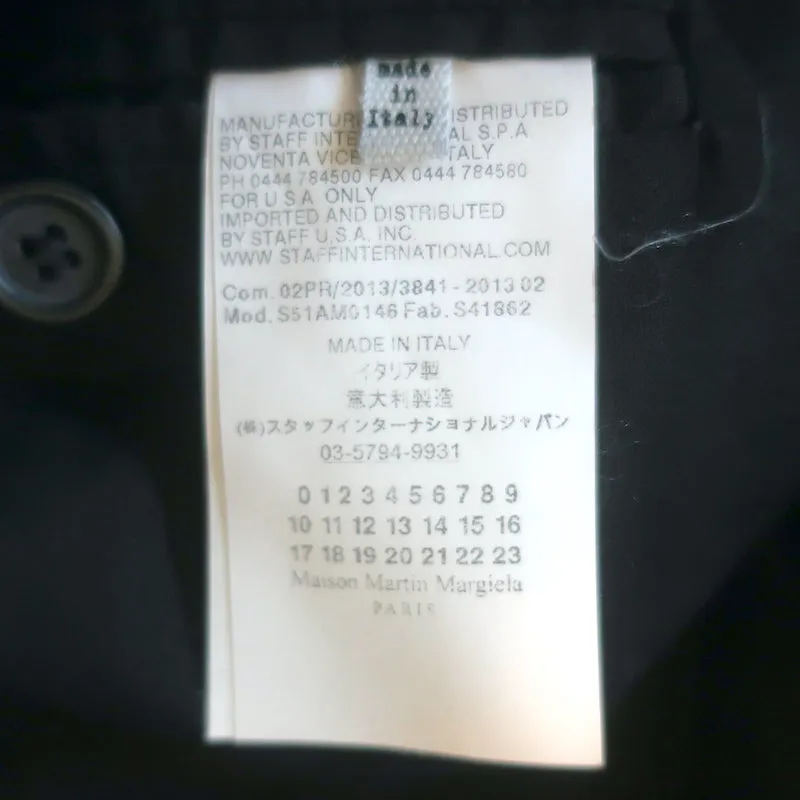 made
in
Italy
MANUFACTUR ISTRIBUTED
BY STAFF INTE AL S.P.A
NOVENTA VICE ITALY
PH 0444 784500 FAX 0444 784580
FOR U.S.A. ONLY
IMPORTED AND DISTRIBUTED
BY STAFF U.S.A. INC.
WWW.STAFFINTERNATIONAL.COM
Com. 02PR/2013/3841 - 2013 02
Mod. S51AM0146 Fab. S41862
MADE IN ITALY
イタリア製
意大利製造
(株)スタッフインターナショナルジャパン
03-5794-9931
0 1 2 3 4 5 6 7 8 9
10 11 12 13 14 15 16
17 18 19 20 21 22 23
Maison Martin Margiela
PARIS